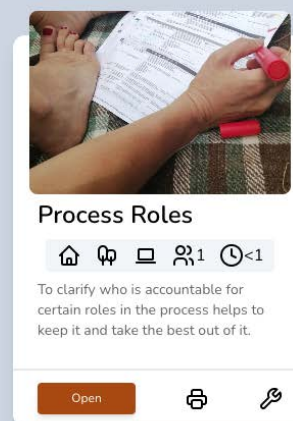 Process Roles
1 <1
To clarify who is accountable for
certain roles in the process helps to
keep it and take the best out of it.
Open